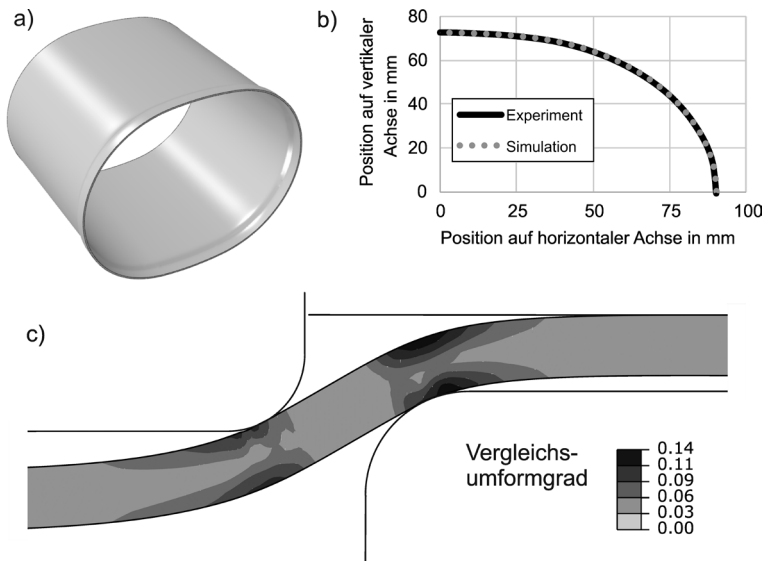 a)
b)
Position auf vertikaler
Achse in mm
80
60
40
20
0
Experiment
Simulation
0
25
50
75
100
Position auf horizontaler Achse in mm
c)
Vergleichs-
umformgrad
0.14
0.11
0.09
0.06
0.03
0.00